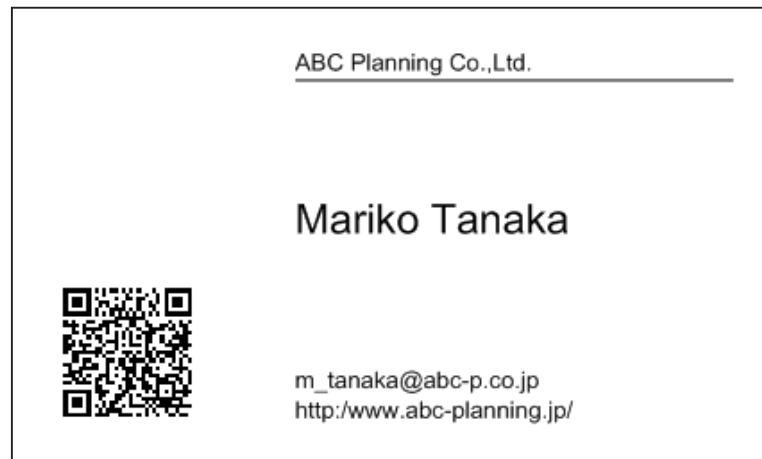 ABC Planning Co.,Ltd.
Mariko Tanaka
m_tanaka@abc-p.co.jp
http:/www.abc-planning.jp/